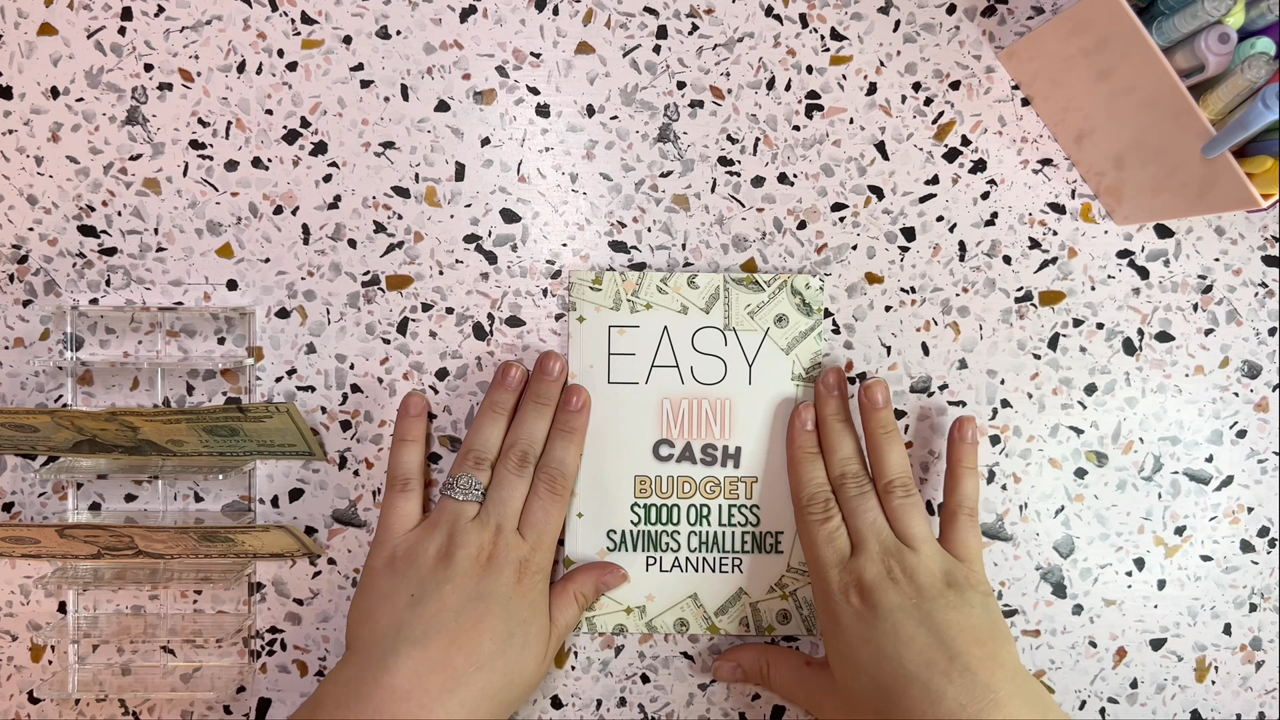 EASY
MINI
CASH
BUDGET
$1000 OR LESS
SAVINGS CHALLENGE
PLANNER